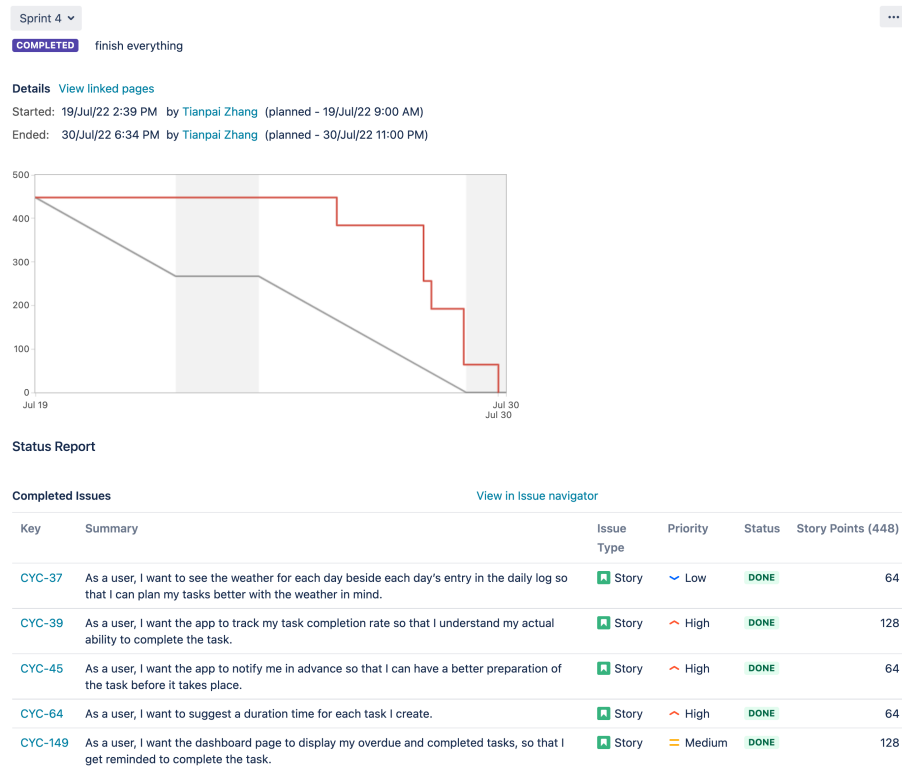 Sprint 4
COMPLETED finish everything
Details View linked pages
Started: 19/Jul/22 2:39 PM by Tianpai Zhang (planned - 19/Jul/22 9:00 AM)
Ended: 30/Jul/22 6:34 PM by Tianpai Zhang (planned - 30/Jul/22 11:00 PM)
500
400
300
200
100
0
Jul 19 Jul 30
Jul 30
Status Report
Completed Issues View in Issue navigator
Key Summary Issue Type Priority Status Story Points (448)
CYC-37 As a user, I want to see the weather for each day beside each day's entry in the daily log so Story Low DONE 64
that I can plan my tasks better with the weather in mind.
CYC-39 As a user, I want the app to track my task completion rate so that I understand my actual Story High DONE 128
ability to complete the task.
CYC-45 As a user, I want the app to notify me in advance so that I can have a better preparation of Story High DONE 64
the task before it takes place.
CYC-64 As a user, I want to suggest a duration time for each task I create. Story High DONE 64
CYC-149 As a user, I want the dashboard page to display my overdue and completed tasks, so that I Story Medium DONE 128
get reminded to complete the task.